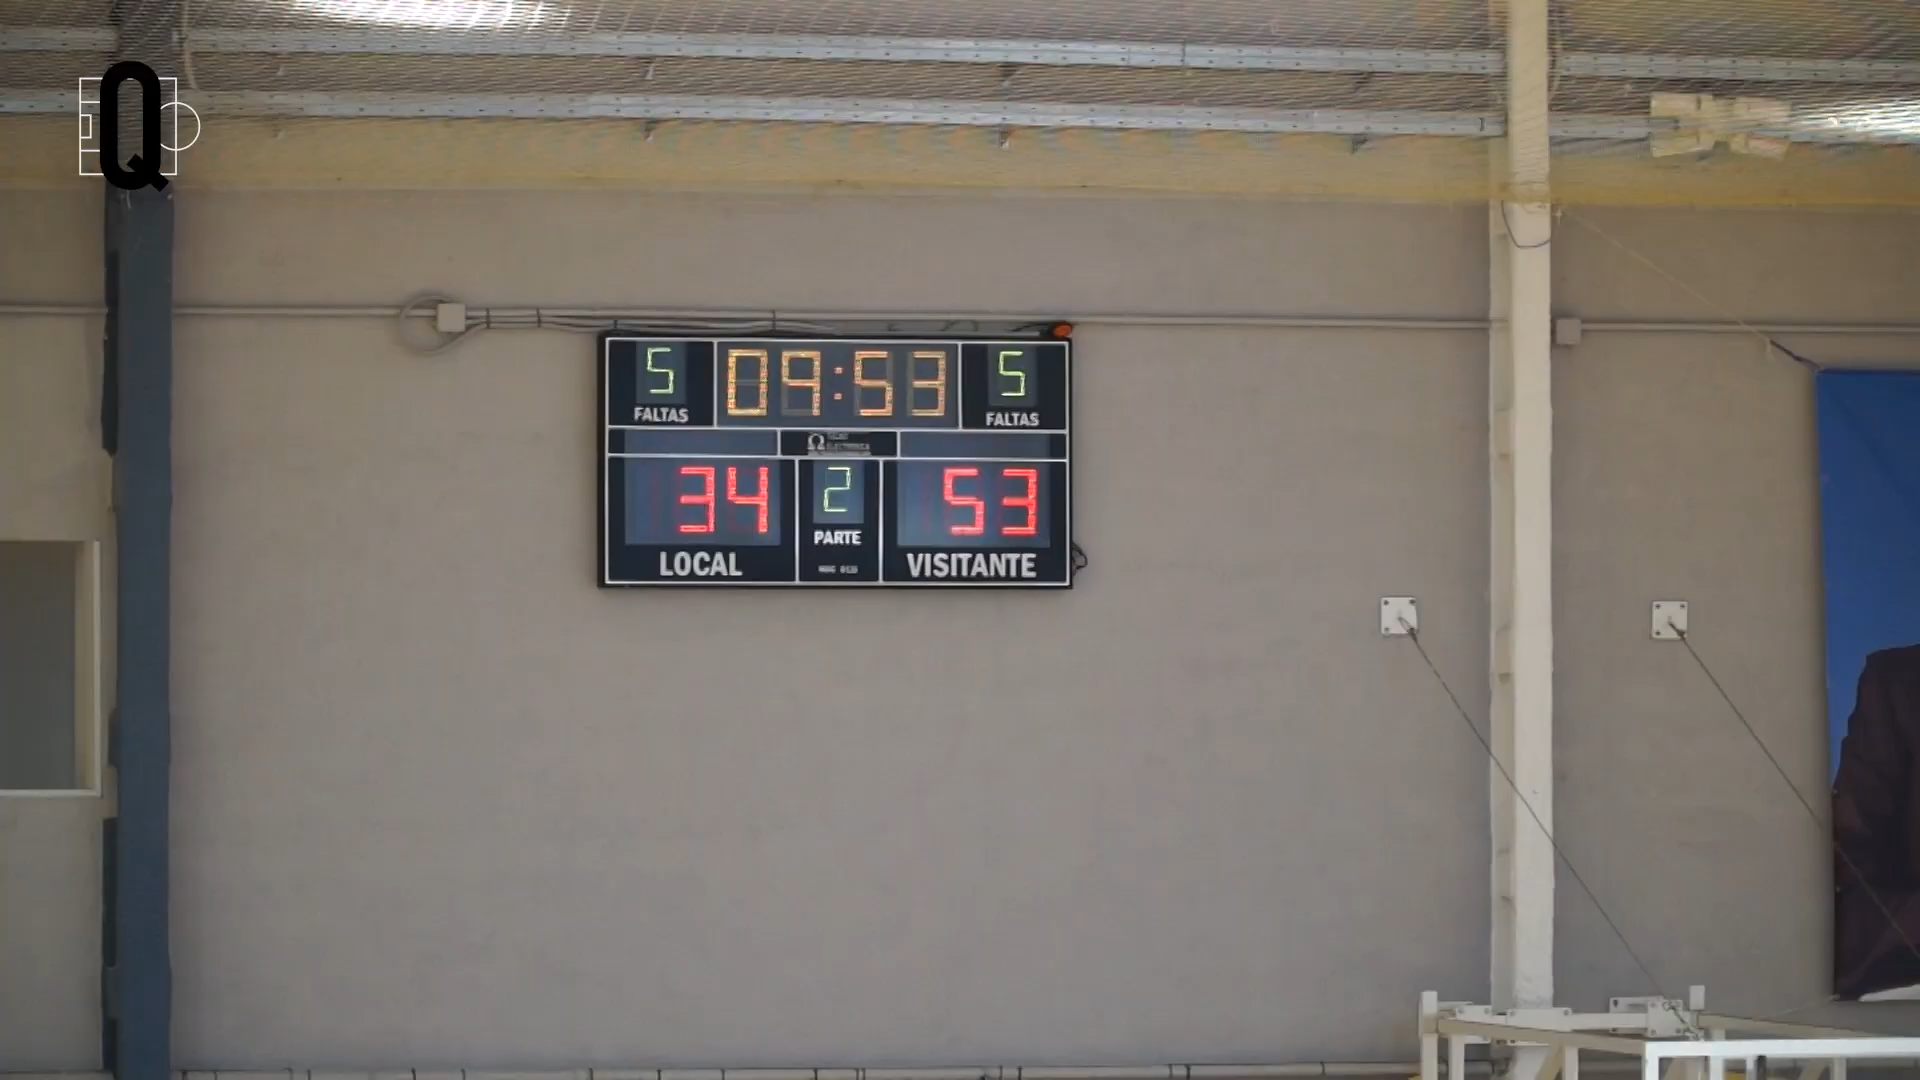 Q
5 09:53 5
FALTAS FALTAS
34 2 53
PARTE
LOCAL VISITANTE